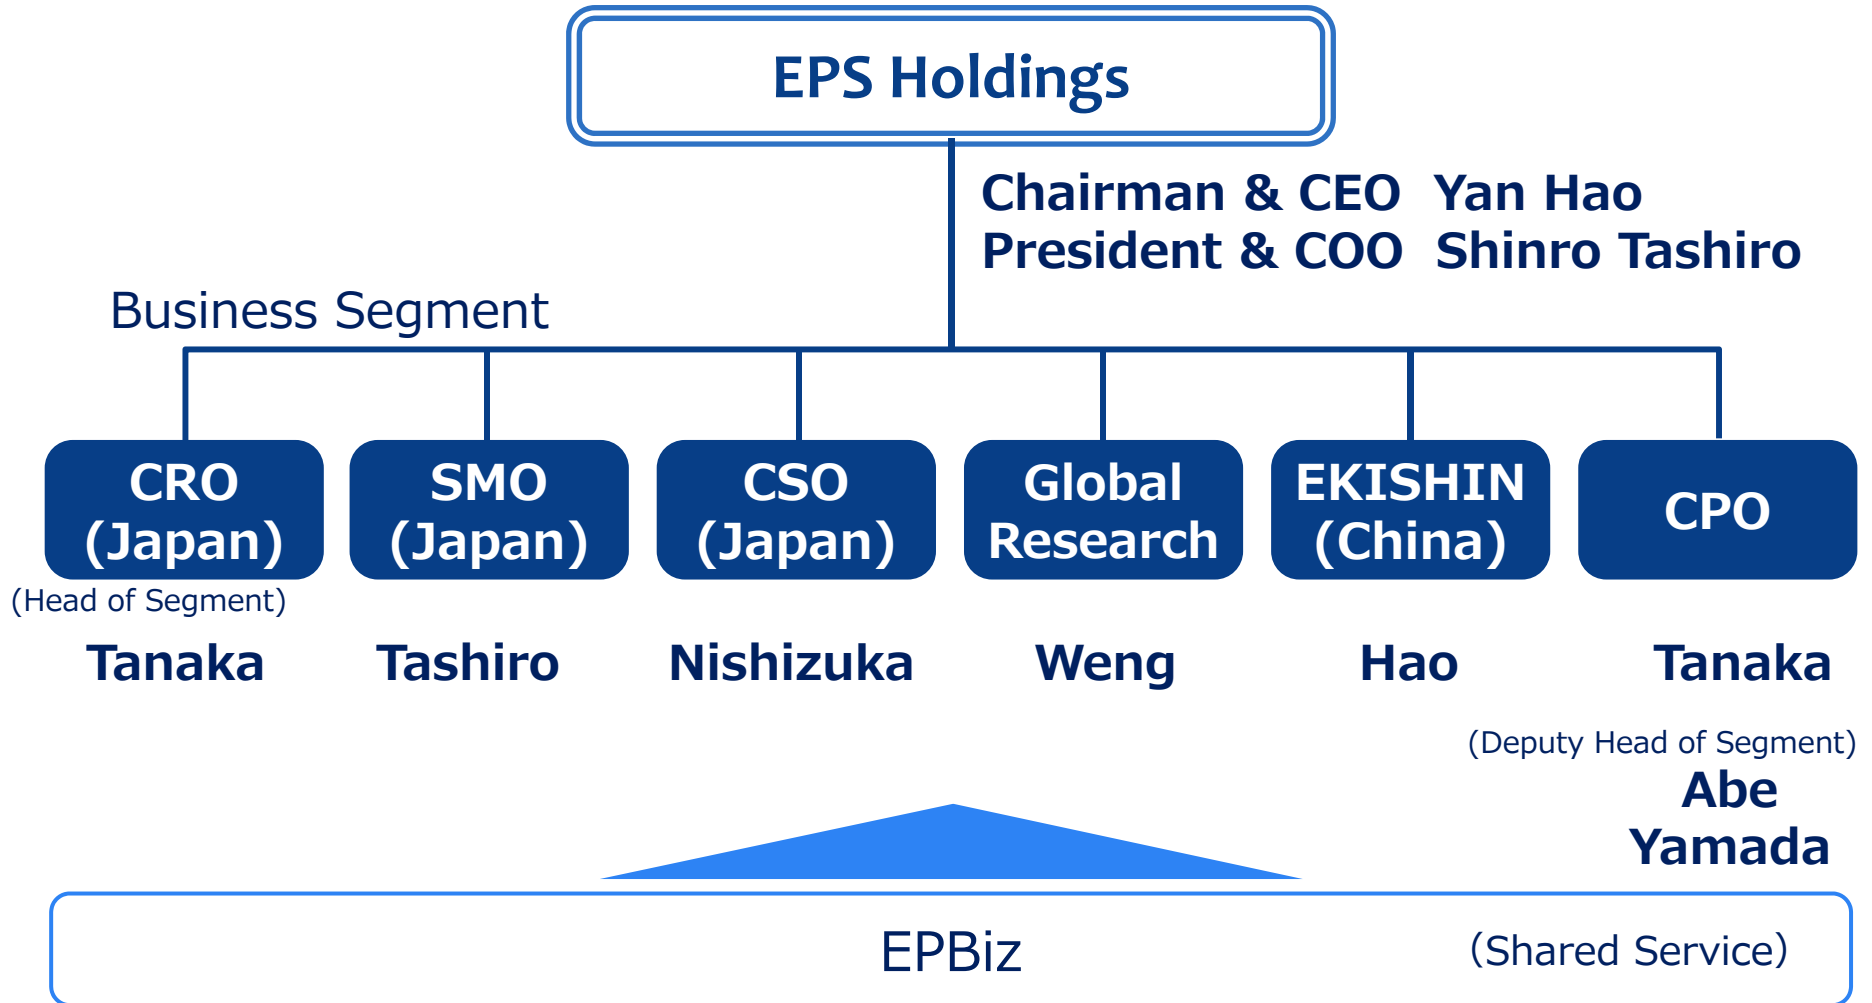 EPS Holdings
Chairman & CEO Yan Hao
President & COO Shinro Tashiro
Business Segment
CRO
(Japan)
SMO
(Japan)
CSO
(Japan)
Global
Research
EKISHIN
(China)
CPO
(Head of Segment)
Tanaka
Tashiro
Nishizuka
Weng
Hao
Tanaka
(Deputy Head of Segment)
Abe
Yamada
EPBiz
(Shared Service)